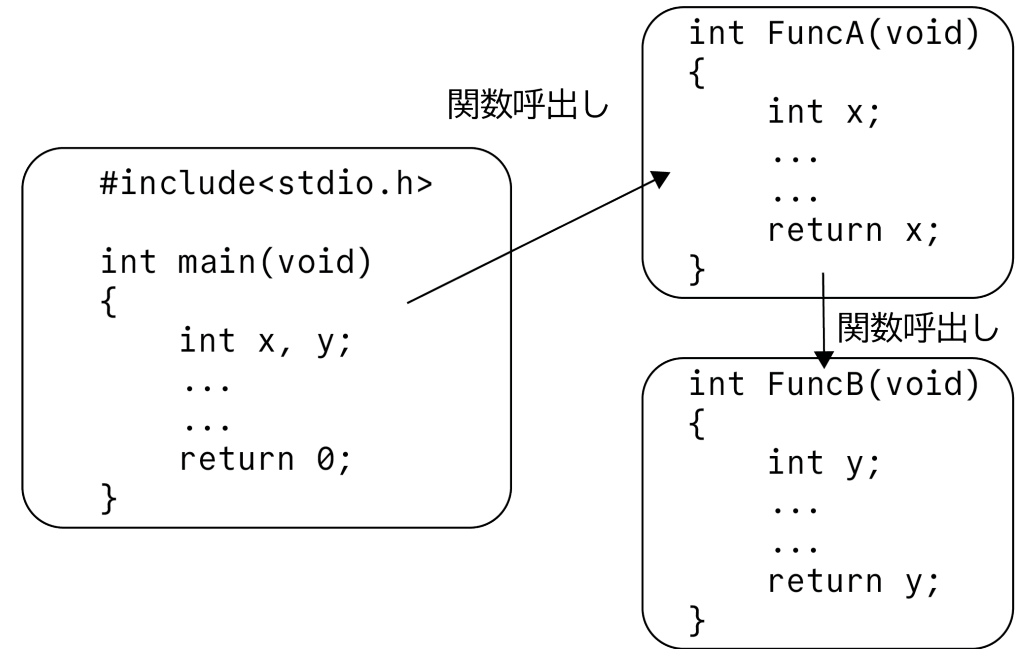 #include<stdio.h>
int main(void)
{
int x, y;
...
...
return 0;
}
関数呼出し
int FuncA(void)
{
int x;
...
...
return x;
}
関数呼出し
int FuncB(void)
{
int y;
...
...
return y;
}